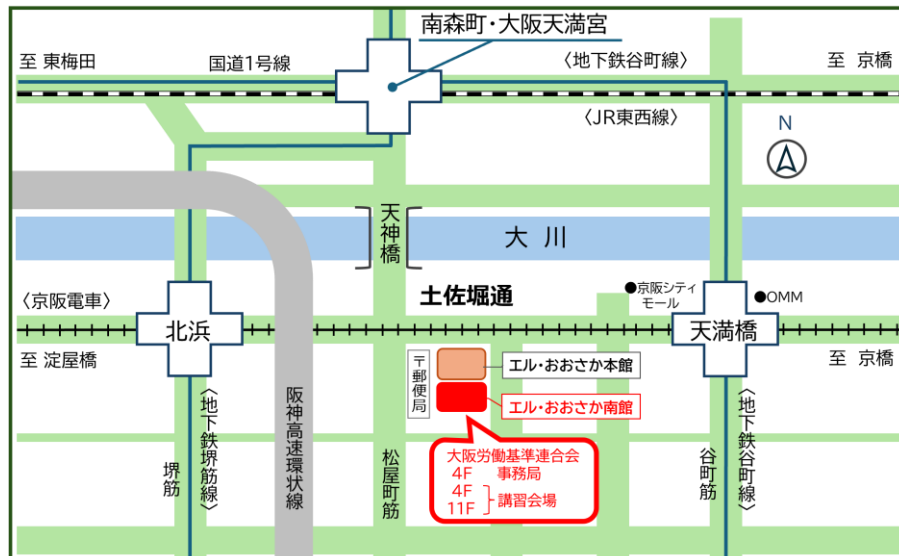 南森町・大阪天満宮
至 東梅田
国道1号線
〈地下鉄谷町線〉
至 京橋
〈JR東西線〉
N
天神橋
大 川
〈京阪電車〉
土佐堀通
●京阪シティ
モール
●OMM
北浜
天満橋
至 淀屋橋
至 京橋
〒郵便局
エル・おおさか本館
エル・おおさか南館
堺筋
〈地下鉄堺筋線〉
阪神高速環状線
松屋町筋
谷町筋
〈地下鉄谷町線〉
大阪労働基準連合会
4F 事務局
4F
11F
講習会場